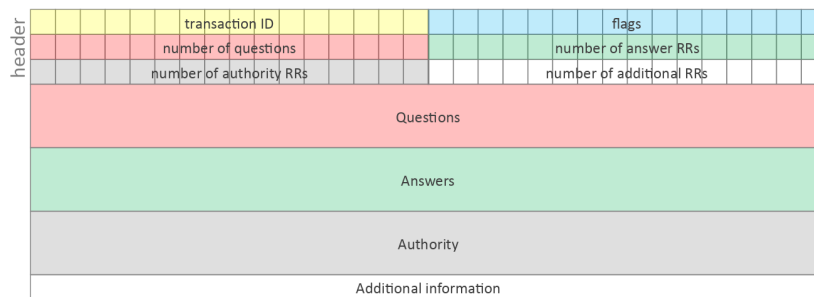 header
transaction ID flags
number of questions number of answer RRs
number of authority RRs number of additional RRs
Questions
Answers
Authority
Additional information